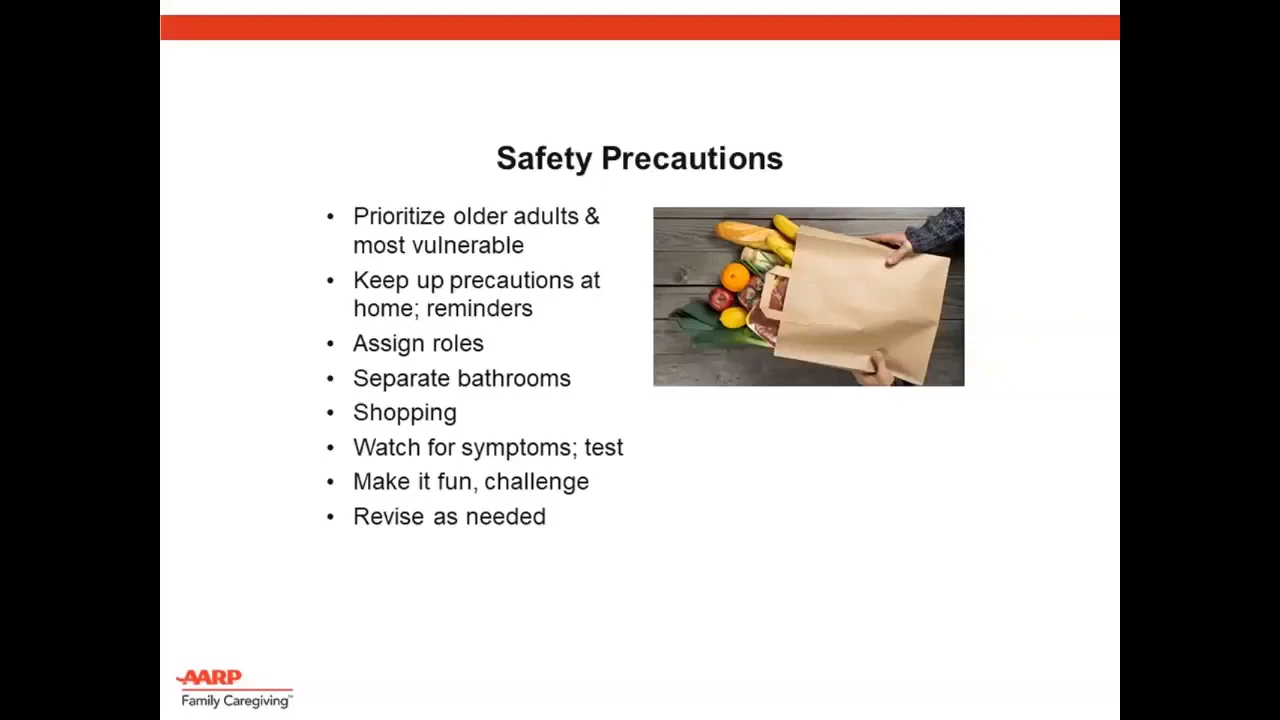 Safety Precautions
• Prioritize older adults &
most vulnerable
• Keep up precautions at
home; reminders
• Assign roles
• Separate bathrooms
• Shopping
• Watch for symptoms; test
• Make it fun, challenge
• Revise as needed
AARP
Family Caregiving™